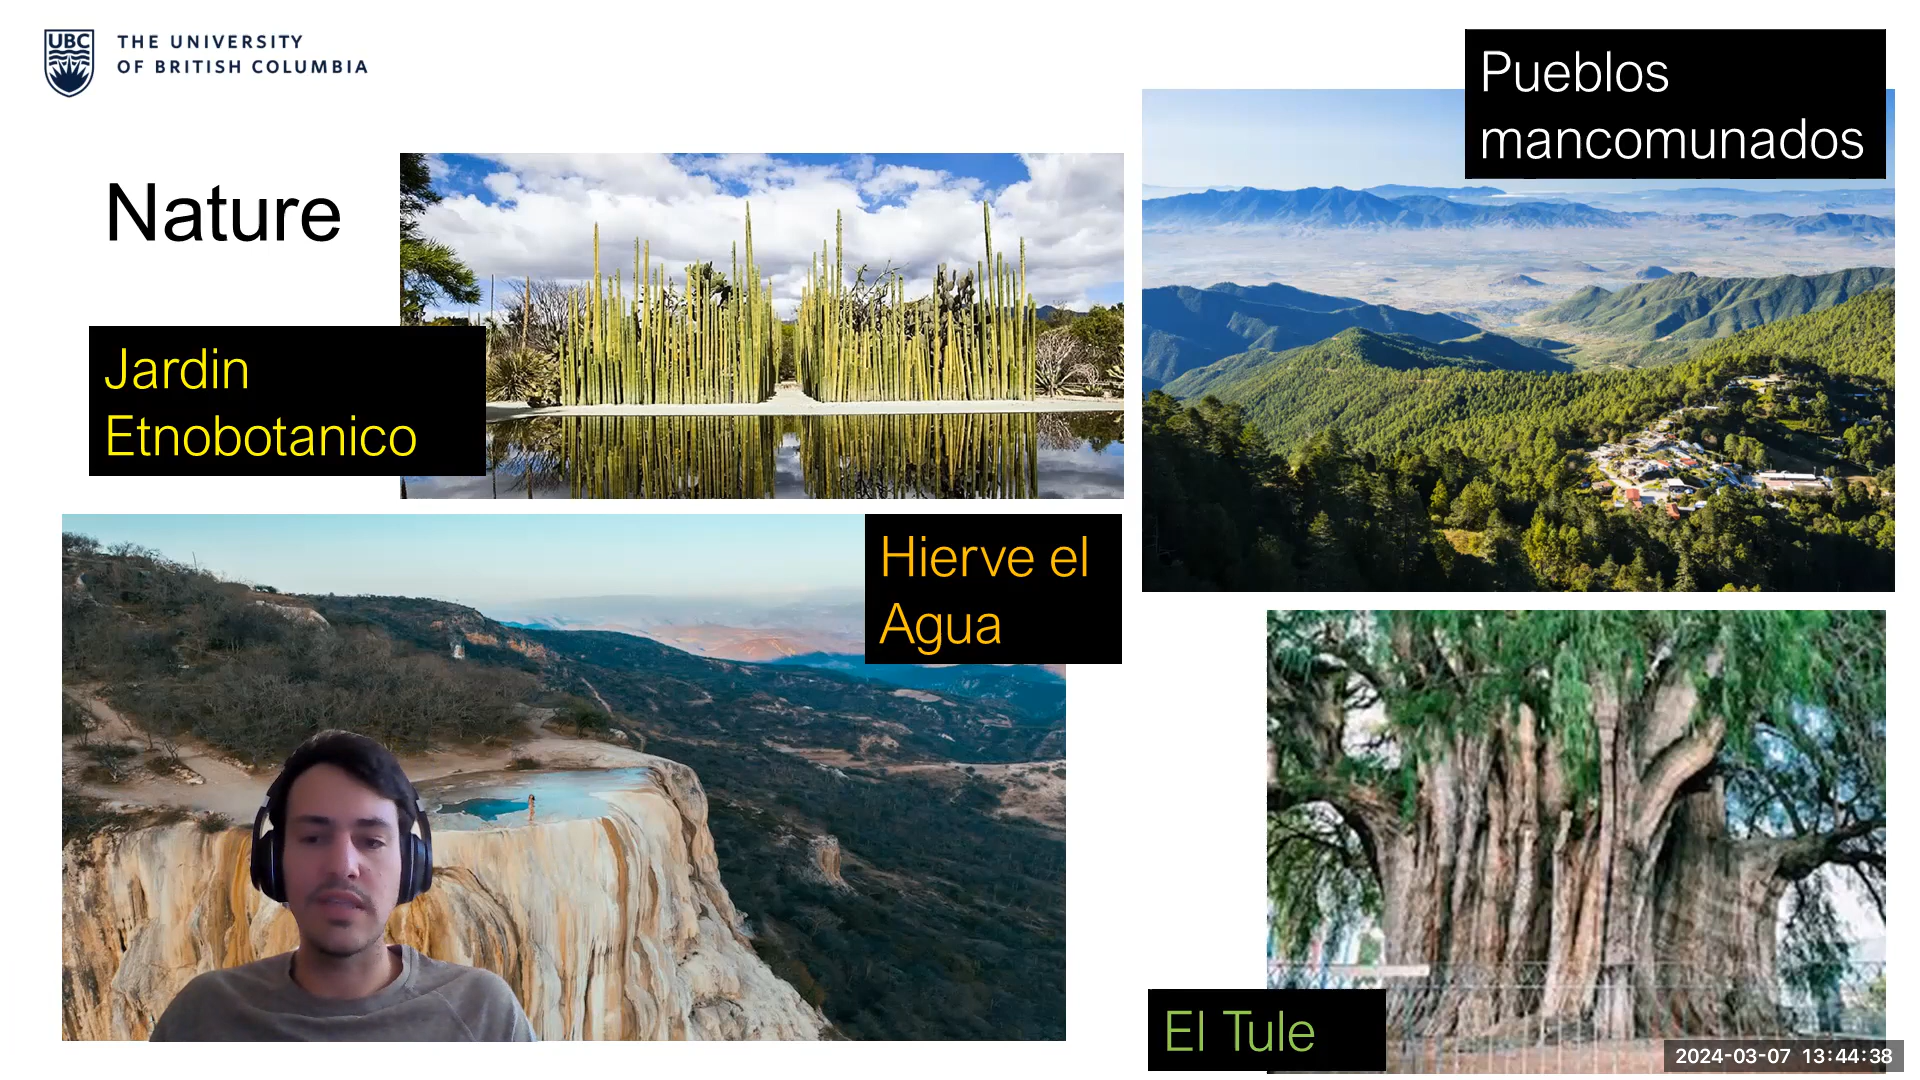 UBC
THE UNIVERSITY
OF BRITISH COLUMBIA
Nature
Pueblos
mancomunados
Jardin
Etnobotanico
Hierve el
Agua
El Tule
2024-03-07 13:44:38